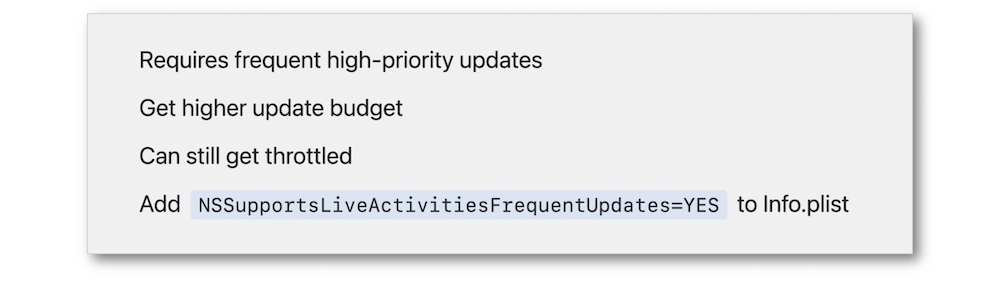 Requires frequent high-priority updates
Get higher update budget
Can still get throttled
Add NSSupportsLiveActivitiesFrequentUpdates=YES to Info.plist